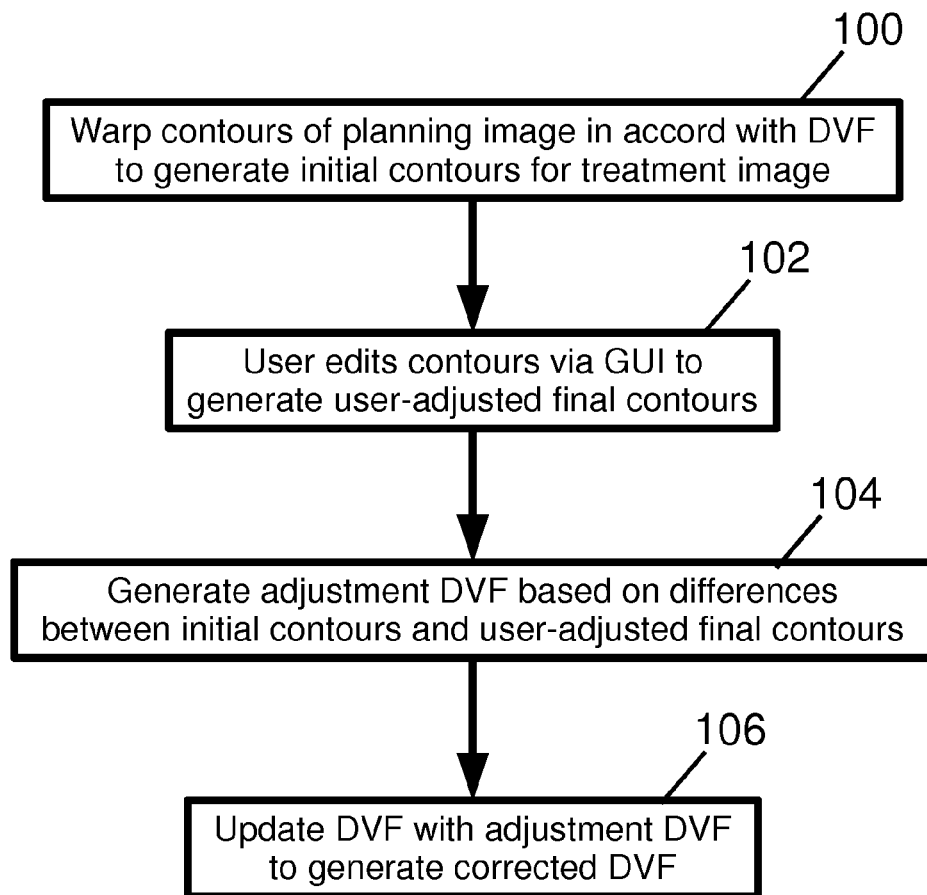 100
Warp contours of planning image in accord with DVF
to generate initial contours for treatment image
102
User edits contours via GUI to
generate user-adjusted final contours
104
Generate adjustment DVF based on differences
between initial contours and user-adjusted final contours
106
Update DVF with adjustment DVF
to generate corrected DVF